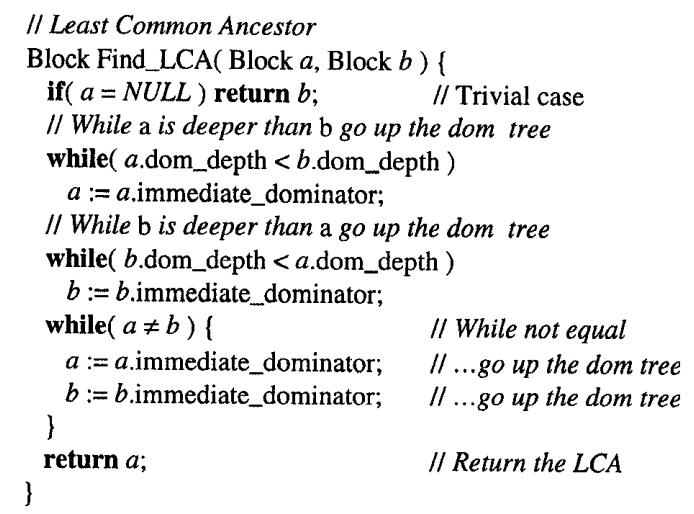 // Least Common Ancestor
Block Find_LCA( Block a, Block b ) {
if( a = NULL ) return b; // Trivial case
// While a is deeper than b go up the dom tree
while( a.dom_depth < b.dom_depth )
a := a.immediate_dominator;
// While b is deeper than a go up the dom tree
while( b.dom_depth < a.dom_depth )
b := b.immediate_dominator;
while( a ≠ b ) { // While not equal
a := a.immediate_dominator; // ...go up the dom tree
b := b.immediate_dominator; // ...go up the dom tree
}
return a; // Return the LCA
}